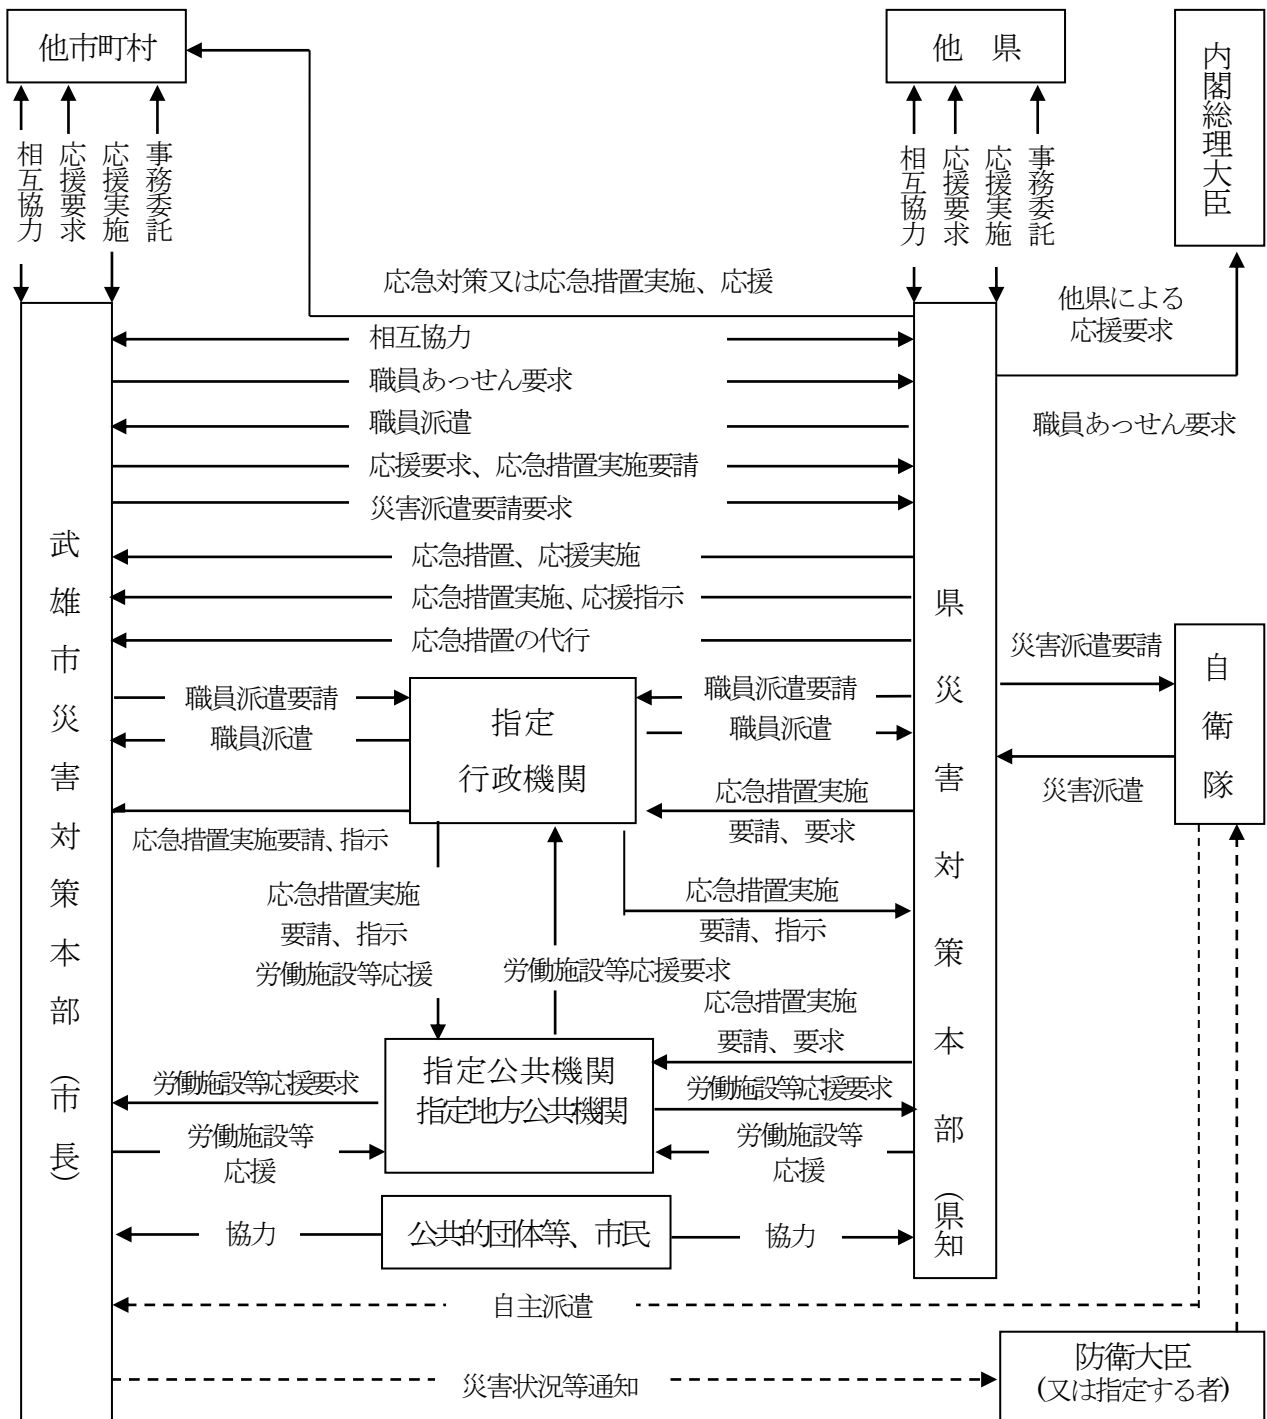 他市町村
他　県
内閣総理大臣
相互協力
応援要求
応援実施
事務委託
相互協力
応援要求
応援実施
事務委託
応急対策又は応急措置実施、応援
他県による
応援要求
相互協力
職員あっせん要求
職員派遣
職員あっせん要求
応援要求、応急措置実施要請
災害派遣要請要求
応急措置、応援実施
応急措置実施、応援指示
応急措置の代行
武雄市災害対策本部（市長）
県災害対策本部（県知
災害派遣要請
自衛隊
災害派遣
職員派遣要請
職員派遣
指定
行政機関
職員派遣要請
職員派遣
応急措置実施
要請、要求
応急措置実施要請、指示
応急措置実施
要請、指示
労働施設等応援
応急措置実施
要請、指示
労働施設等応援要求
応急措置実施
要請、要求
指定公共機関
指定地方公共機関
労働施設等応援要求
労働施設等応援要求
労働施設等
応援
労働施設等
応援
協力
公共的団体等、市民
協力
自主派遣
災害状況等通知
防衛大臣
(又は指定する者)